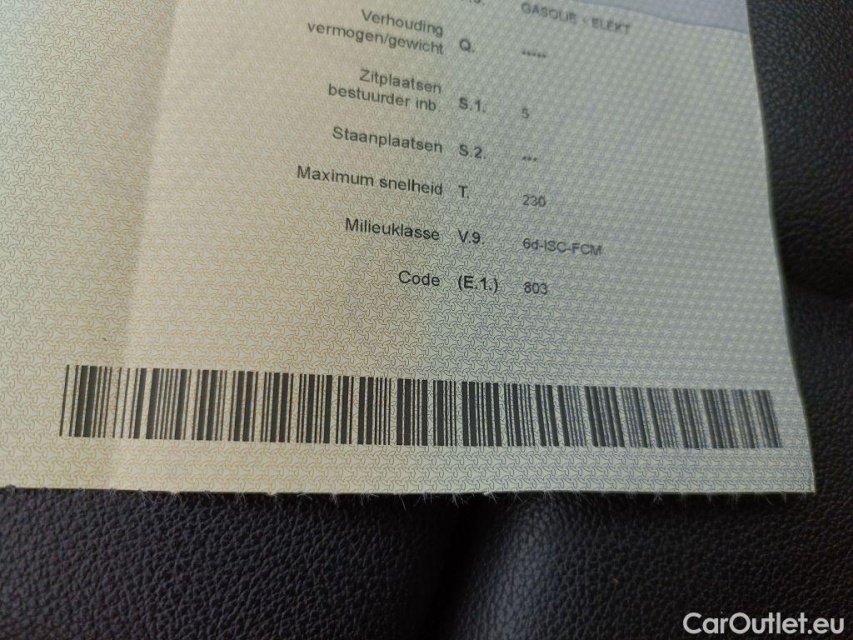 GASOLIE - ELEKT
Verhouding
vermogen/gewicht Q. -----
Zitplaatsen
bestuurder inb. S.1. 5
Staanplaatsen S.2. ---
Maximum snelheid T. 230
Milieuklasse V.9. 6d-ISC-FCM
Code (E.1.) 803
CarOutlet.eu